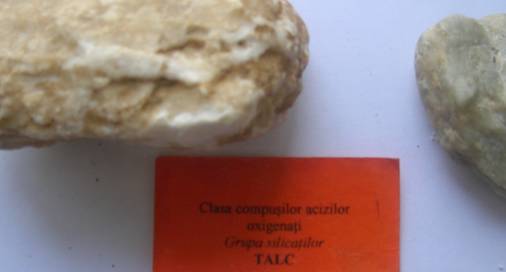 Clasa compușilor acizilor
oxigenați
Grupa silicaților
TALC